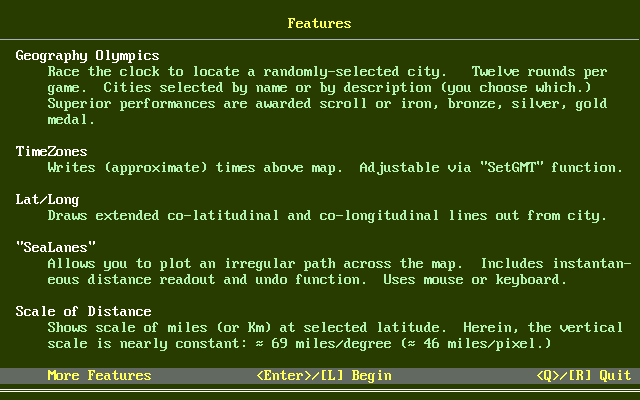 Features
Geography Olympics
Race the clock to locate a randomly-selected city.   Twelve rounds per
game.  Cities selected by name or by description (you choose which.)
Superior performances are awarded scroll or iron, bronze, silver, gold
medal.
TimeZones
Writes (approximate) times above map.  Adjustable via "SetGMT" function.
Lat/Long
Draws extended co-latitudinal and co-longitudinal lines out from city.
"SeaLanes"
Allows you to plot an irregular path across the map.  Includes instantan-
eous distance readout and undo function.  Uses mouse or keyboard.
Scale of Distance
Shows scale of miles (or Km) at selected latitude.  Herein, the vertical
scale is nearly constant: ≈ 69 miles/degree (≈ 46 miles/pixel.)
More Features <Enter>/[L] Begin <Q>/[R] Quit